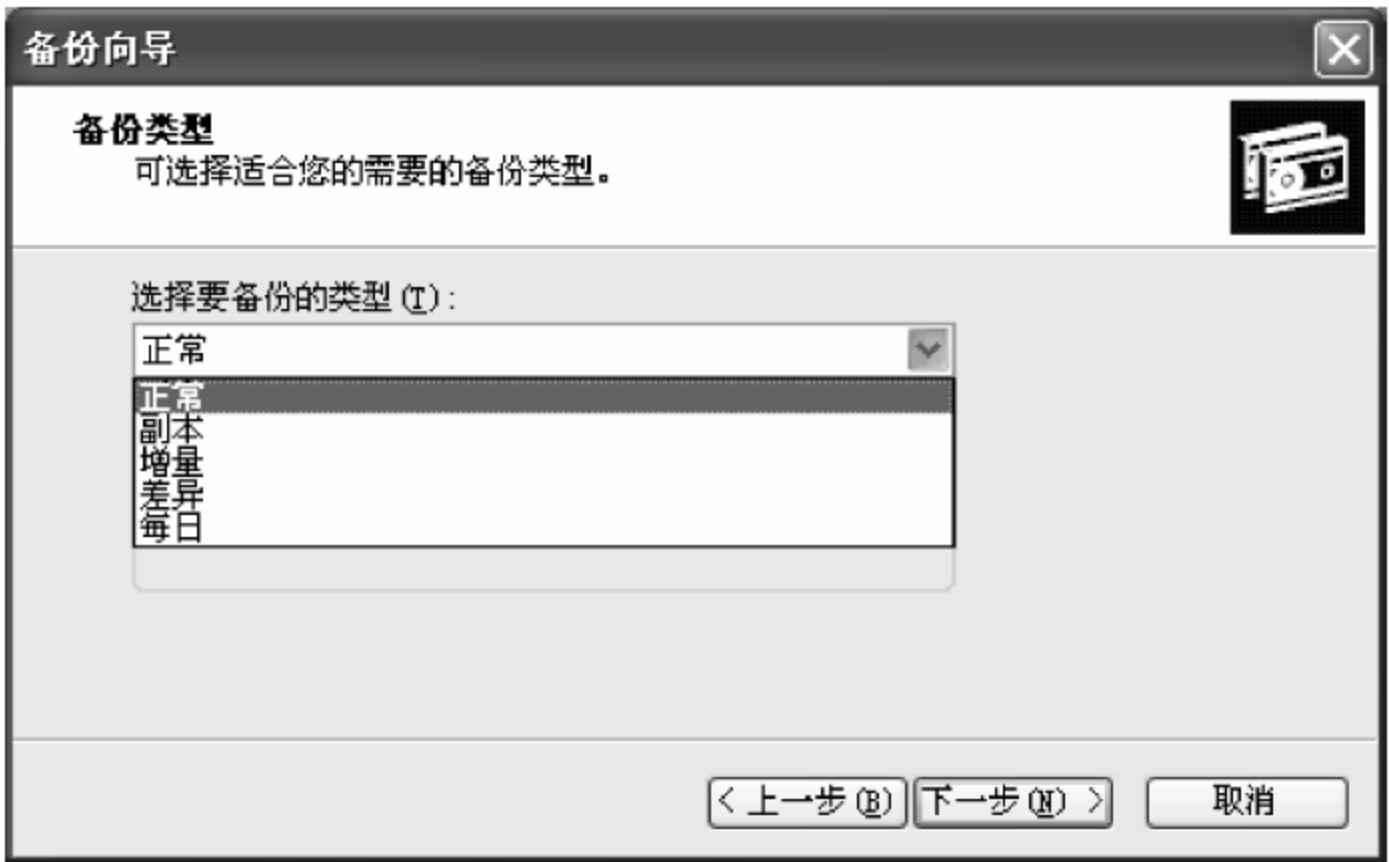 备份向导
备份类型
可选择适合您的需要的备份类型。
选择要备份的类型(T):
正常
正常
副本
增量
差异
每日
< 上一步(B) 下一步(N) > 取消